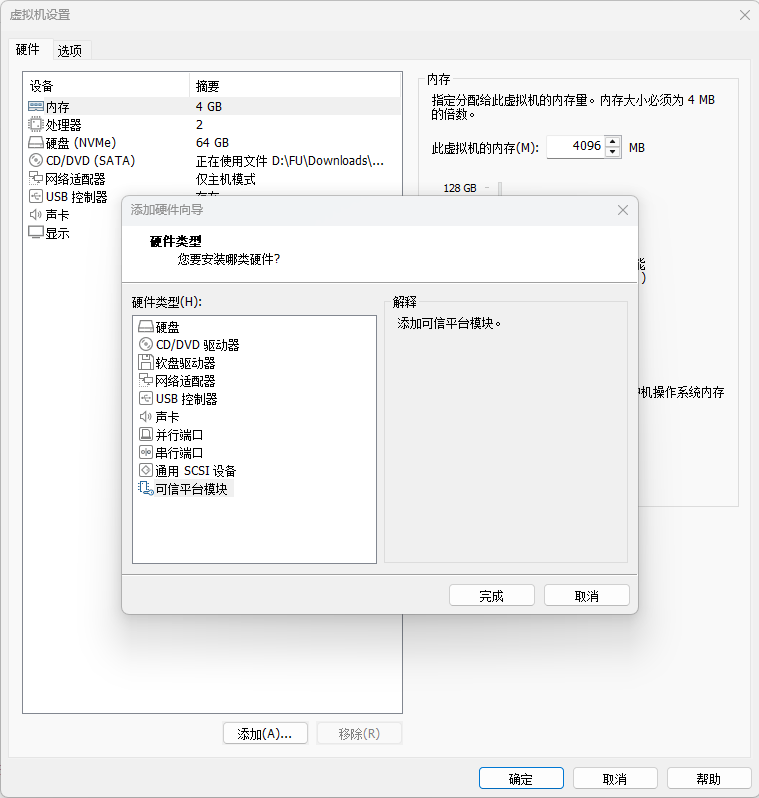 虚拟机设置
硬件
选项
设备 摘要
内存 4 GB
处理器 2
硬盘 (NVMe) 64 GB
CD/DVD (SATA) 正在使用文件 D:\FU\Downloads\...
网络适配器 仅主机模式
USB 控制器
声卡
显示
内存
指定分配给此虚拟机的内存量。内存大小必须为 4 MB
的倍数。
此虚拟机的内存(M): 4096 MB
128 GB
能
)
机操作系统内存
添加硬件向导
硬件类型
您要安装哪类硬件?
硬件类型(H):
硬盘
CD/DVD 驱动器
软盘驱动器
网络适配器
USB 控制器
声卡
并行端口
串行端口
通用 SCSI 设备
可信平台模块
解释
添加可信平台模块。
完成
取消
添加(A)...
移除(R)
确定
取消
帮助